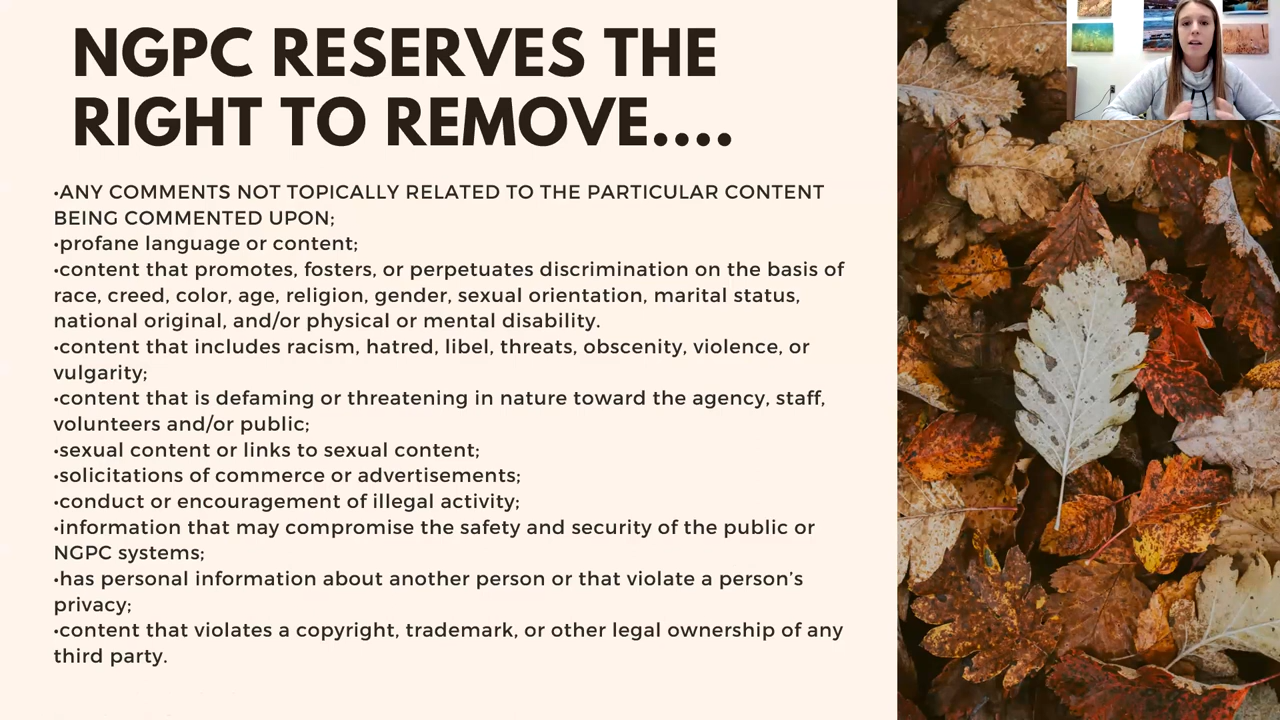 NGPC RESERVES THE
RIGHT TO REMOVE....
•ANY COMMENTS NOT TOPICALLY RELATED TO THE PARTICULAR CONTENT
BEING COMMENTED UPON;
•profane language or content;
•content that promotes, fosters, or perpetuates discrimination on the basis of
race, creed, color, age, religion, gender, sexual orientation, marital status,
national original, and/or physical or mental disability.
•content that includes racism, hatred, libel, threats, obscenity, violence, or
vulgarity;
•content that is defaming or threatening in nature toward the agency, staff,
volunteers and/or public;
•sexual content or links to sexual content;
•solicitations of commerce or advertisements;
•conduct or encouragement of illegal activity;
•information that may compromise the safety and security of the public or
NGPC systems;
•has personal information about another person or that violate a person's
privacy;
•content that violates a copyright, trademark, or other legal ownership of any
third party.